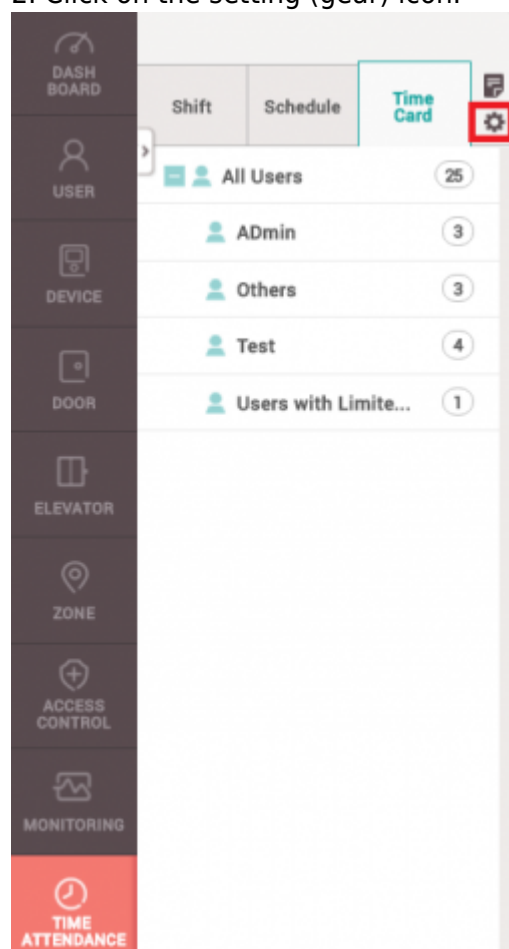 2. Click on the setting (gear) icon.
DASH
BOARD
USER
DEVICE
DOOR
ELEVATOR
ZONE
ACCESS
CONTROL
MONITORING
TIME
ATTENDANCE
Shift
Schedule
Time
Card
All Users 25
ADmin 3
Others 3
Test 4
Users with Limite... 1